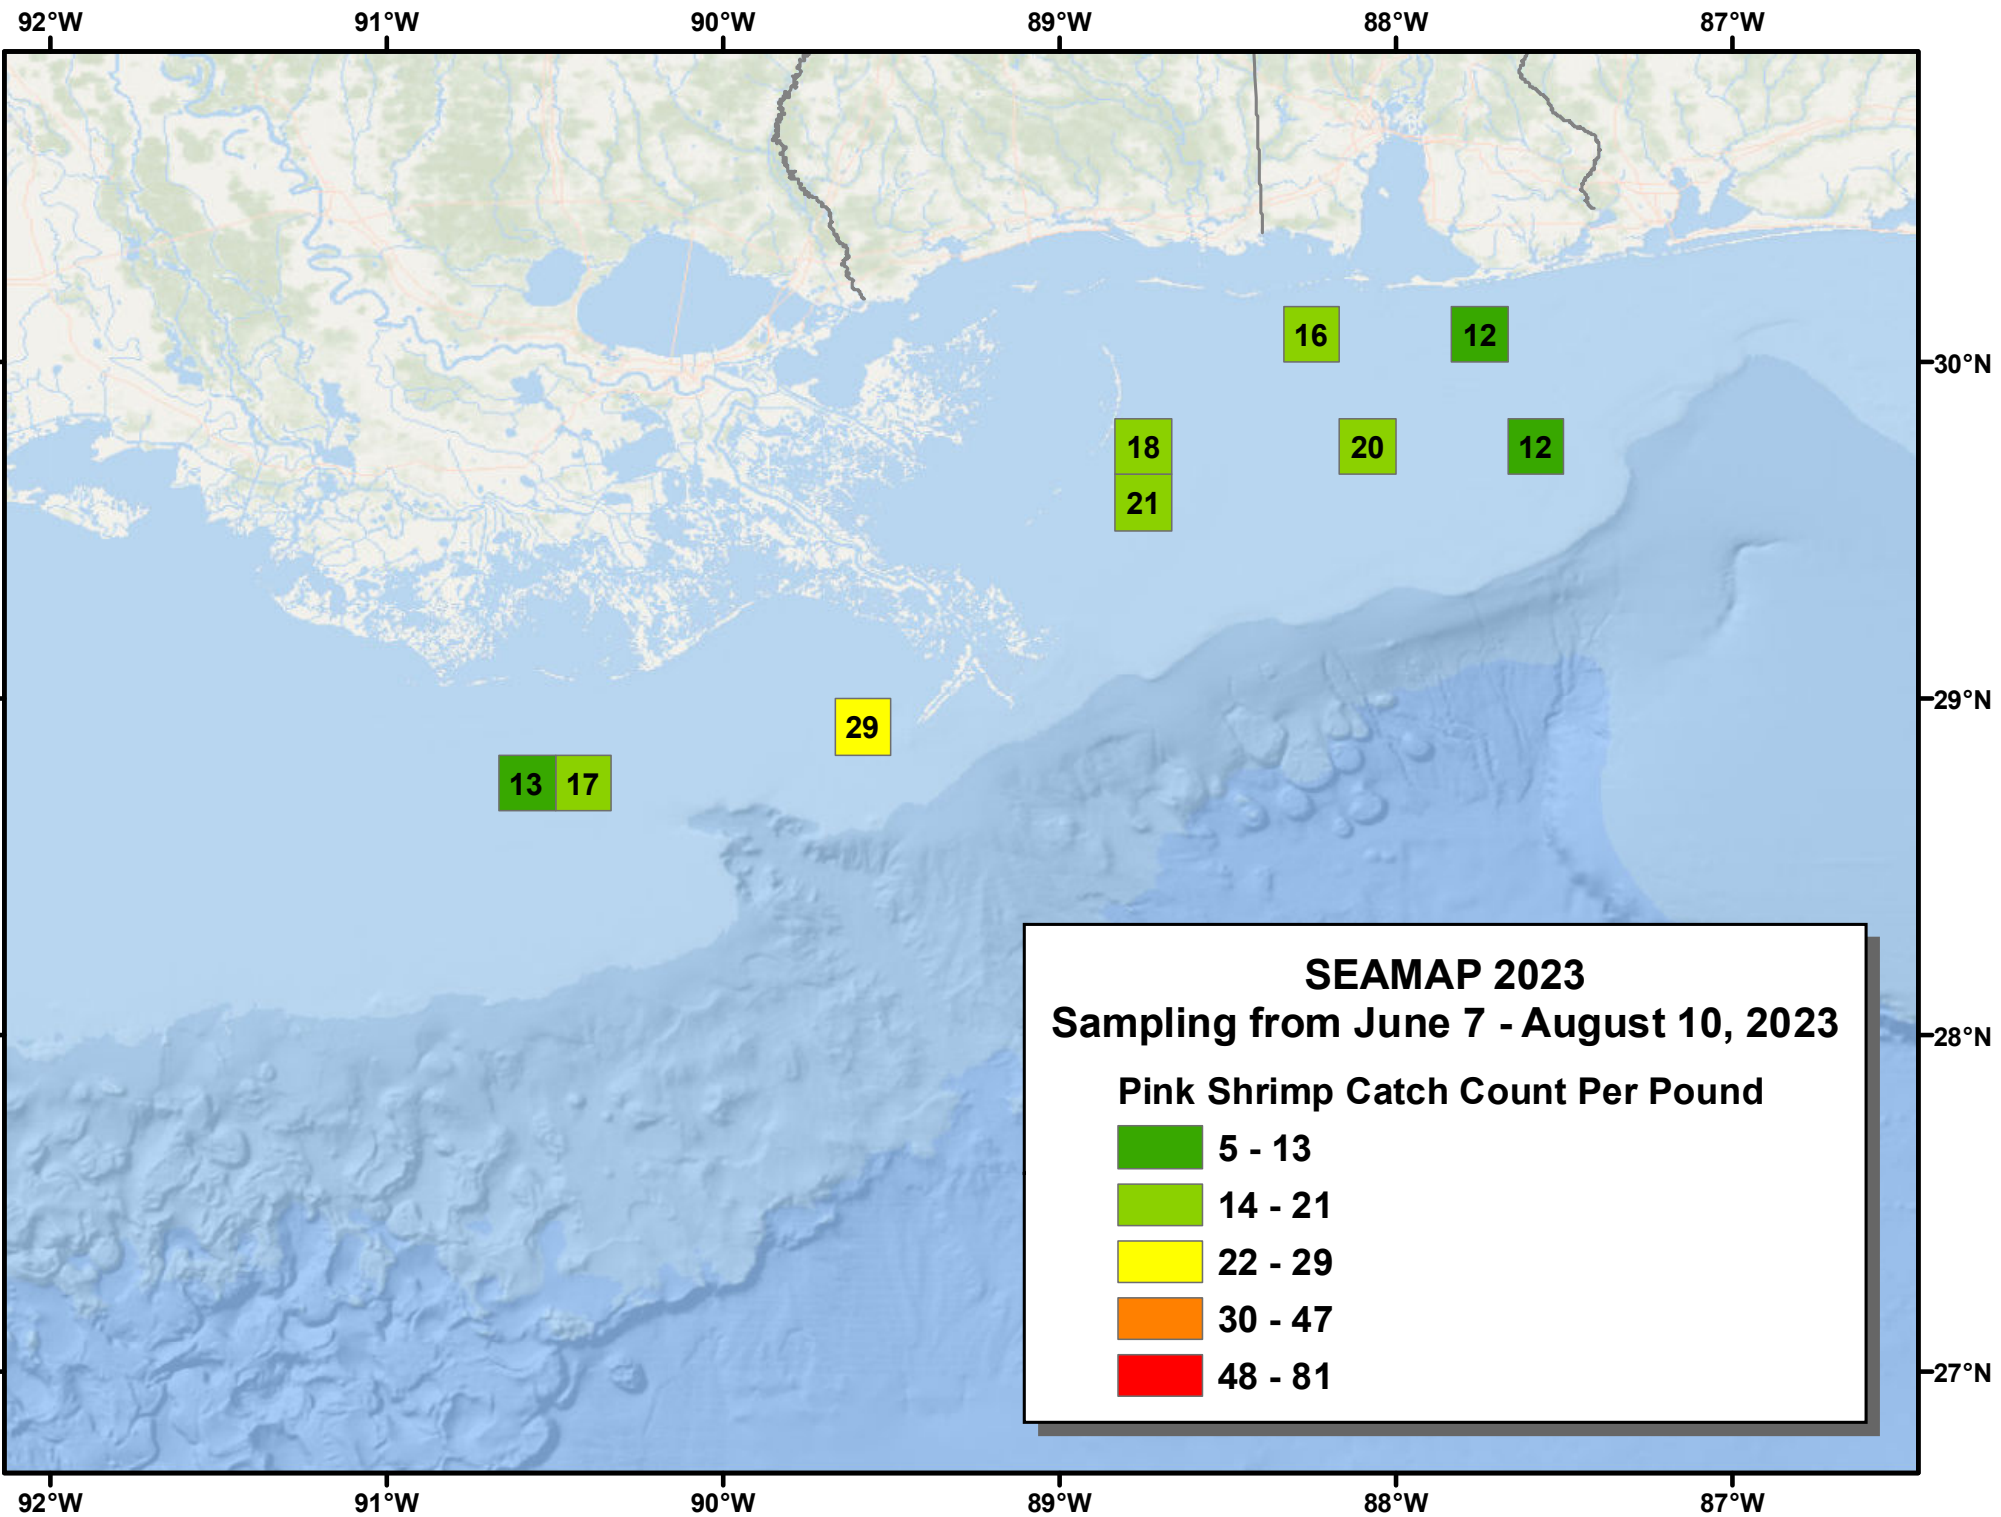 92°W 91°W 90°W 89°W 88°W 87°W
16 12
30°N
18 20 12
21
29°N
29
13 17
SEAMAP 2023
Sampling from June 7 - August 10, 2023
28°N
Pink Shrimp Catch Count Per Pound
5 - 13
14 - 21
22 - 29
30 - 47
48 - 81
27°N
92°W 91°W 90°W 89°W 88°W 87°W